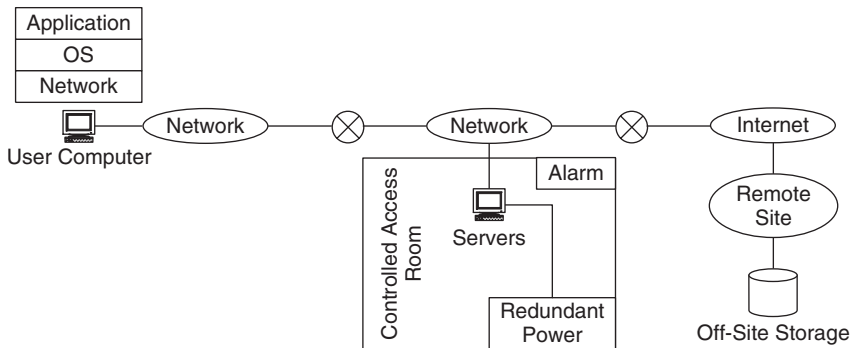 Application
OS
Network
User Computer
Network
Network
Internet
Controlled Access
Room
Alarm
Servers
Redundant
Power
Remote
Site
Off-Site Storage